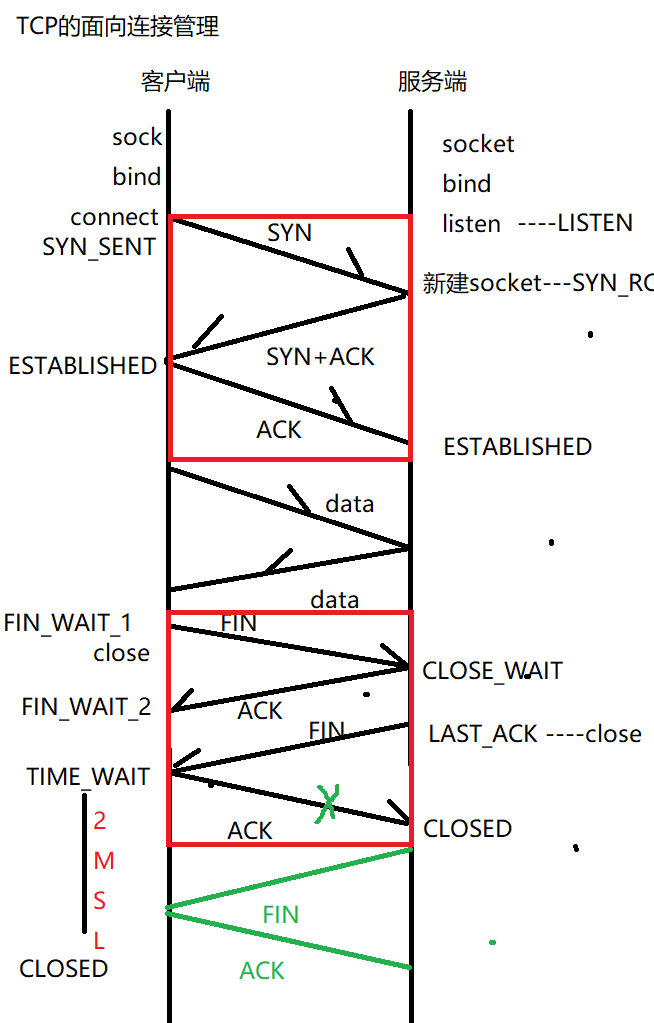 TCP的面向连接管理
客户端
服务端
sock
socket
bind
bind
connect
listen ----LISTEN
SYN
SYN_SENT
新建socket---SYN_RC
SYN+ACK
ESTABLISHED
ACK
ESTABLISHED
data
data
FIN_WAIT_1
FIN
close
CLOSE_WAIT
FIN_WAIT_2
ACK
FIN
LAST_ACK ----close
TIME_WAIT
2
ACK
CLOSED
M
S
FIN
L
CLOSED
ACK